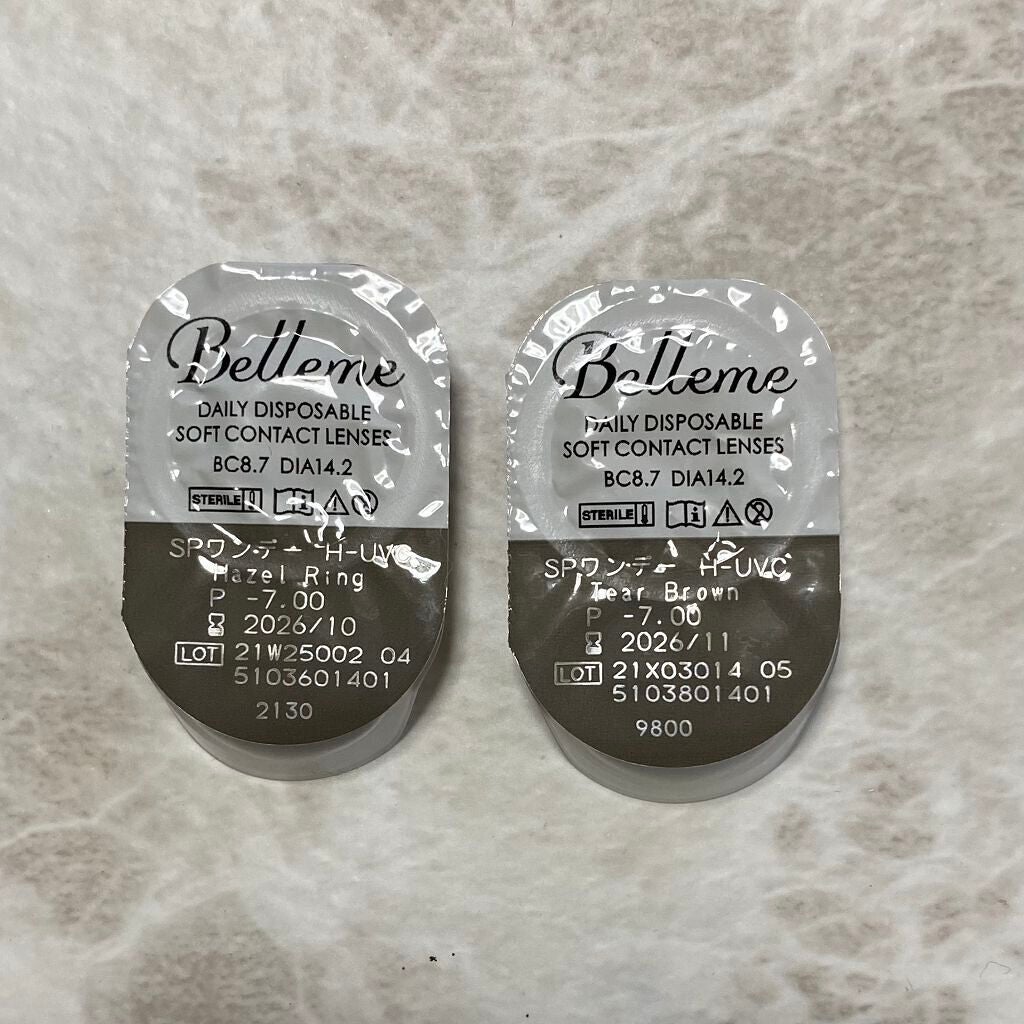 Belleme
DAILY DISPOSABLE
SOFT CONTACT LENSES
BC8.7 DIA14.2
STERILE
SPワンデー H-UVC
Hazel Ring
P -7.00
2026/10
LOT 21W25002 04
5103601401
2130
Belleme
DAILY DISPOSABLE
SOFT CONTACT LENSES
BC8.7 DIA14.2
STERILE
SPワンデー H-UVC
Tear Brown
P -7.00
2026/11
LOT 21X03014 05
5103801401
9800